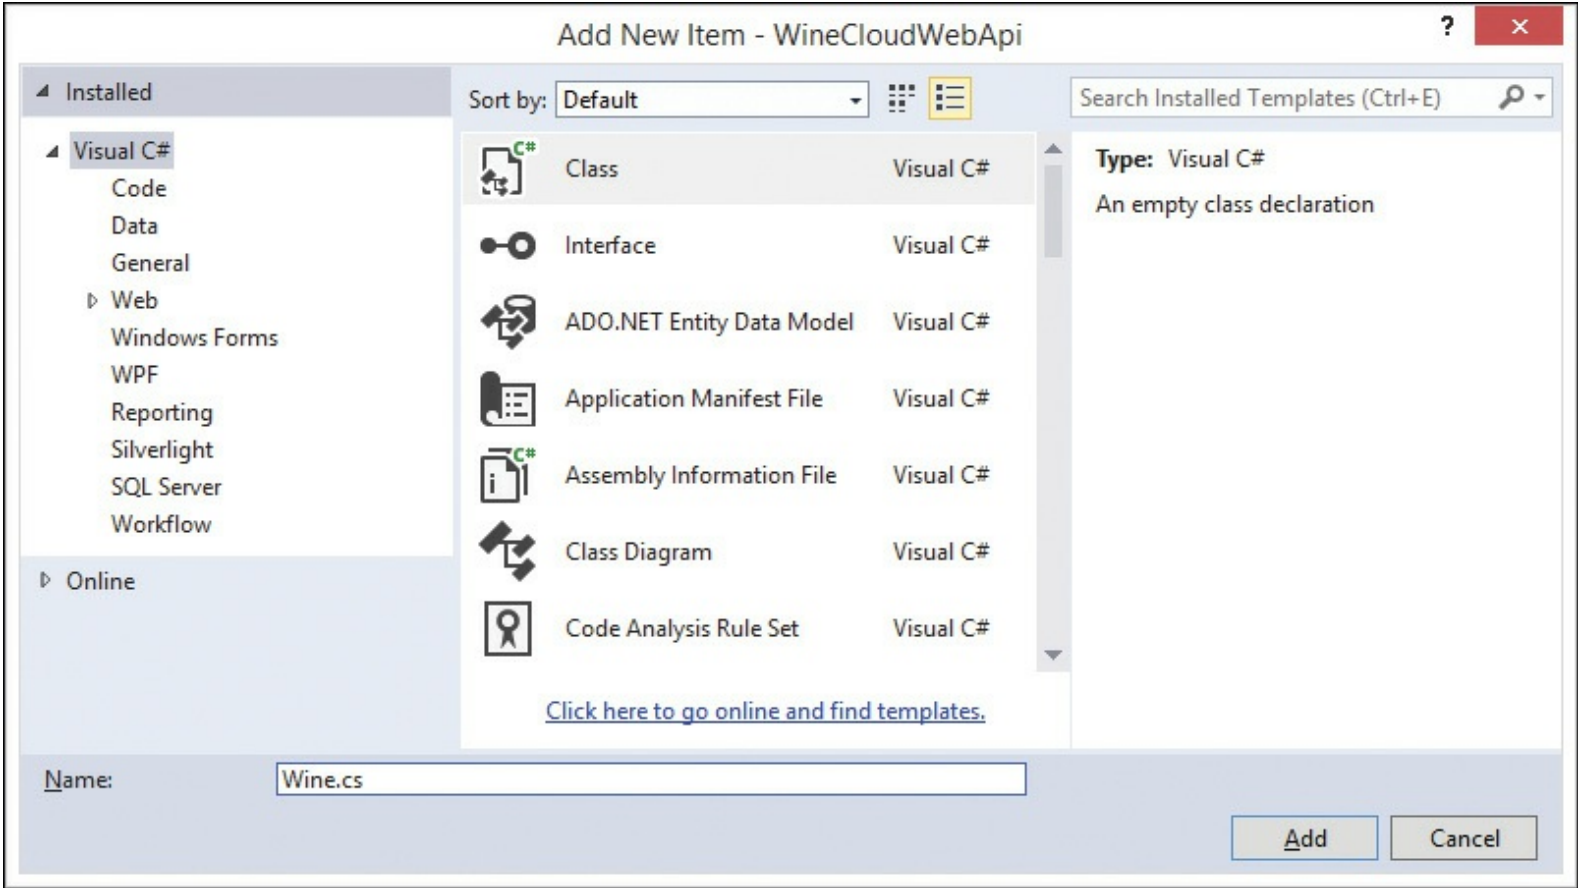 Add New Item - WineCloudWebApi
?
Installed
Visual C#
Code
Data
General
Web
Windows Forms
WPF
Reporting
Silverlight
SQL Server
Workflow
Online
Sort by: Default
C# Class Visual C#
Interface Visual C#
ADO.NET Entity Data Model Visual C#
Application Manifest File Visual C#
C# Assembly Information File Visual C#
Class Diagram Visual C#
Code Analysis Rule Set Visual C#
Click here to go online and find templates.
Search Installed Templates (Ctrl+E)
Type: Visual C#
An empty class declaration
Name: Wine.cs
Add Cancel